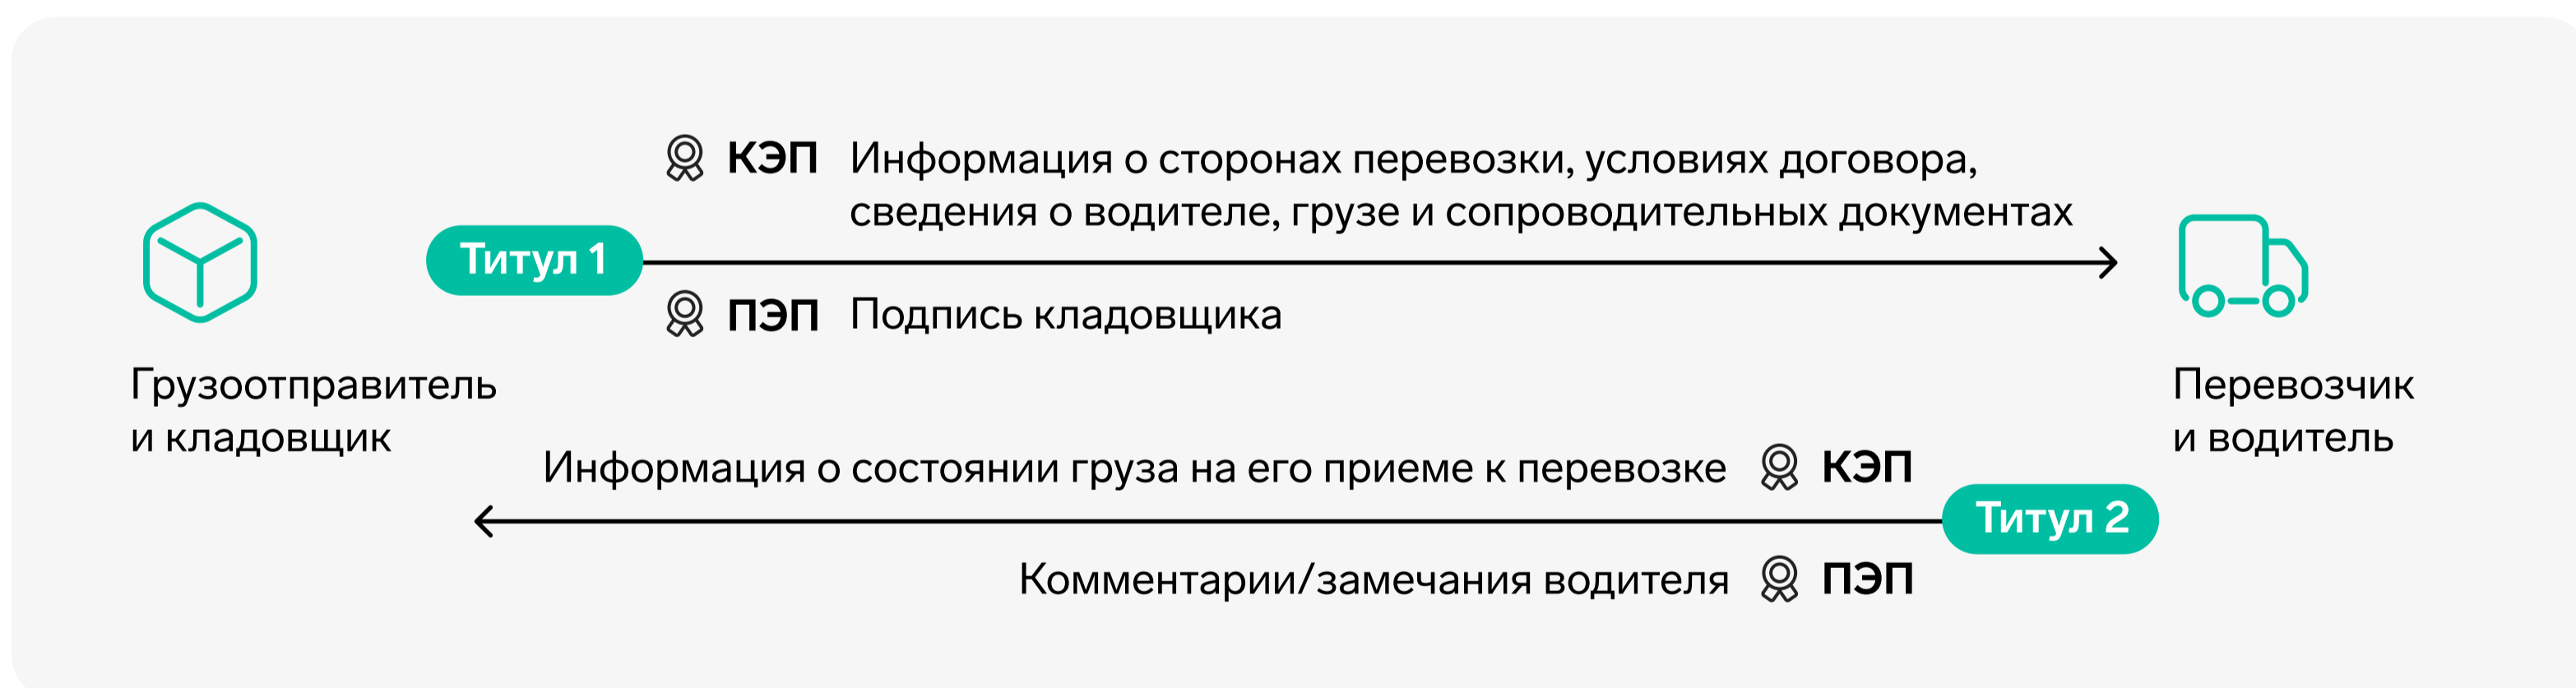 КЭП Информация о сторонах перевозки, условиях договора,
сведения о водителе, грузе и сопроводительных документах
Титул 1
ПЭП Подпись кладовщика
Грузоотправитель
и кладовщик
Перевозчик
и водитель
Информация о состоянии груза на его приеме к перевозке КЭП
Титул 2
Комментарии/замечания водителя ПЭП